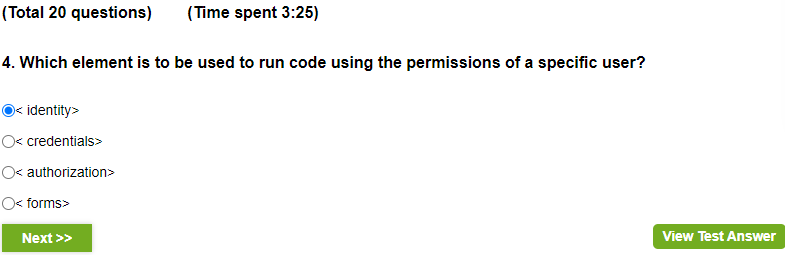 (Total 20 questions) (Time spent 3:25)
4. Which element is to be used to run code using the permissions of a specific user?
< identity>
< credentials>
< authorization>
< forms>
Next >>
View Test Answer